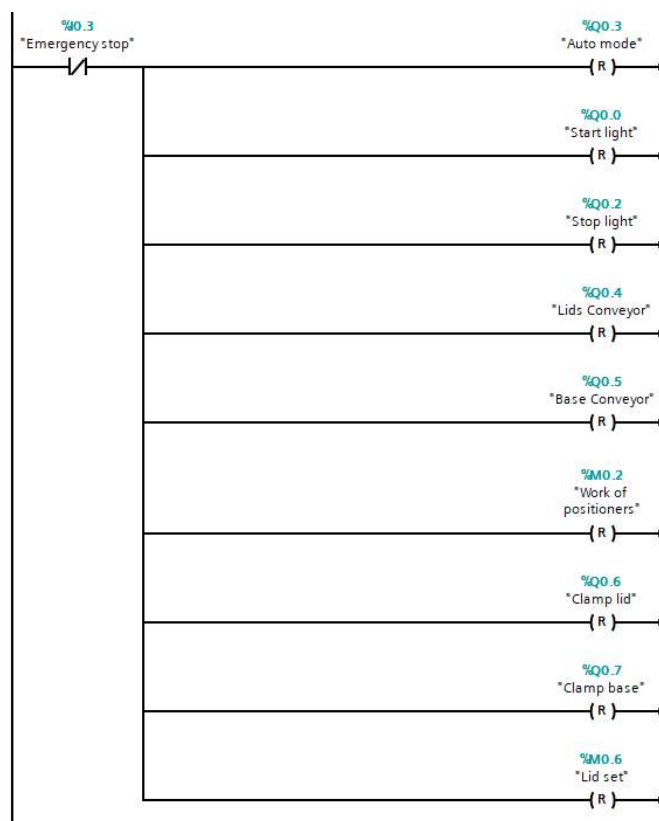 %I0.3
"Emergency stop"
%Q0.3
"Auto mode"
R
%Q0.0
"Start light"
R
%Q0.2
"Stop light"
R
%Q0.4
"Lids Conveyor"
R
%Q0.5
"Base Conveyor"
R
%M0.2
"Work of
positioners"
R
%Q0.6
"Clamp lid"
R
%Q0.7
"Clamp base"
R
%M0.6
"Lid set"
R